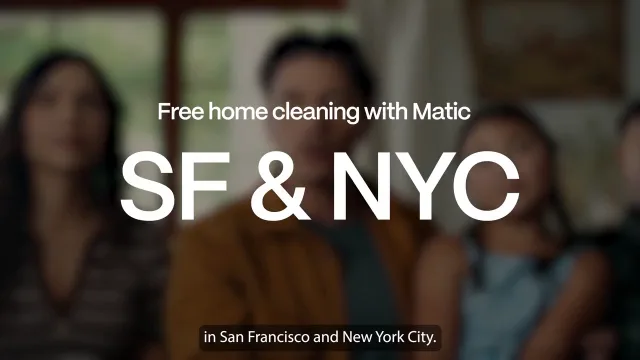 Free home cleaning with Matic
SF & NYC
in San Francisco and New York City.